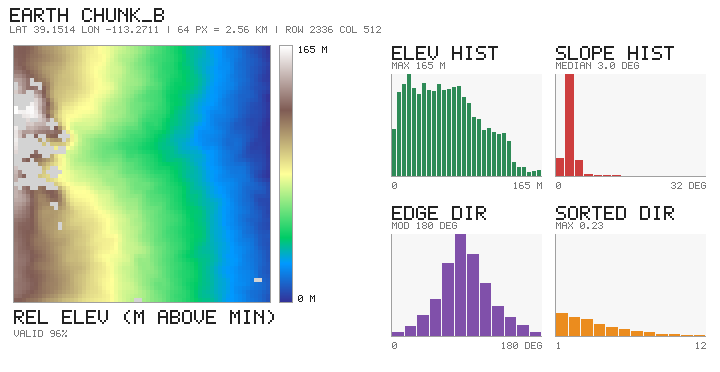 EARTH CHUNK_B
LAT 39.1514 LON -113.2711 | 64 PX = 2.56 KM | ROW 2336 COL 512
165 M
0 M
REL ELEV (M ABOVE MIN)
VALID 96%
ELEV HIST
MAX 165 M
0 165 M
SLOPE HIST
MEDIAN 3.0 DEG
0 32 DEG
EDGE DIR
MOD 180 DEG
0 180 DEG
SORTED DIR
MAX 0.23
1 12